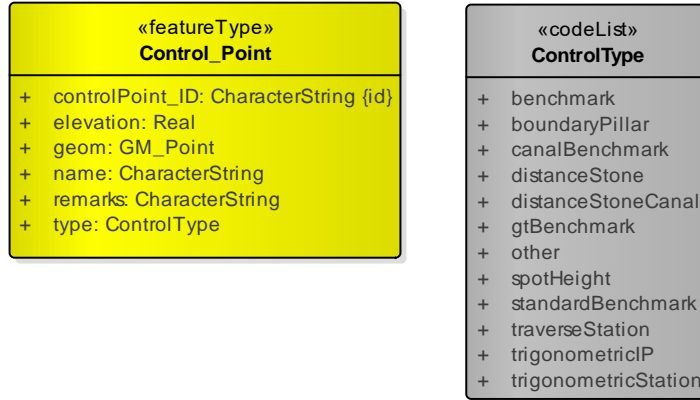 «featureType»
Control_Point
+ controlPoint_ID: CharacterString {id}
+ elevation: Real
+ geom: GM_Point
+ name: CharacterString
+ remarks: CharacterString
+ type: ControlType
«codeList»
ControlType
+ benchmark
+ boundaryPillar
+ canalBenchmark
+ distanceStone
+ distanceStoneCanal
+ gtBenchmark
+ other
+ spotHeight
+ standardBenchmark
+ traverseStation
+ trigonometricIP
+ trigonometricStation